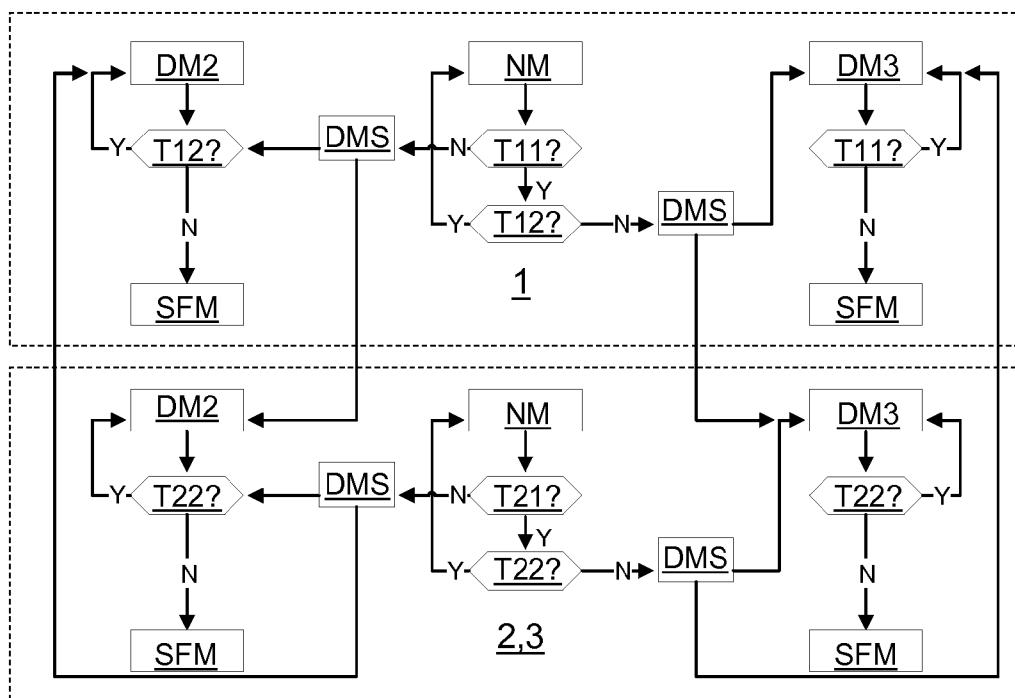 DM2 NM DM3
Y T12? DMS N T11? T11? Y
Y
Y T12? N DMS
N N
1
SFM SFM
DM2 NM DM3
Y T22? DMS N T21? T22? Y
Y
Y T22? N DMS
N N
2,3
SFM SFM